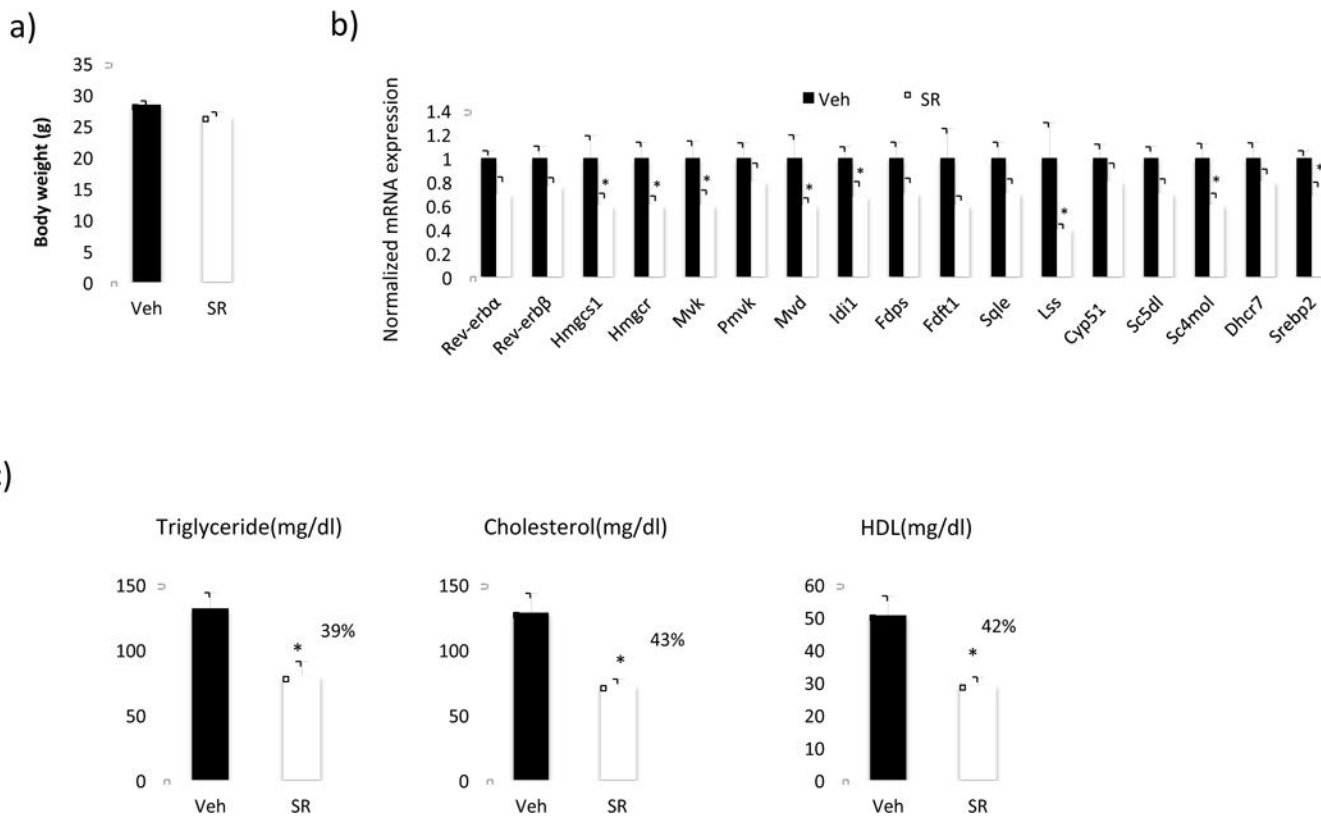 a)
b)
35
30
25
20
15
10
5
0
Body weight (g)
Veh
SR
Veh SR
1.4
1.2
1
0.8
0.6
0.4
0.2
0
Normalized mRNA expression
* * * * * * * *
Rev-erbα
Rev-erbβ
Hmgcs1
Hmgcr
Mvk
Pmvk
Mvd
Idi1
Fdps
Fdft1
Sqle
Lss
Cyp51
Sc5dl
Sc4mol
Dhcr7
Srebp2
)
Triglyceride(mg/dl)
150
100
50
0
*
39%
Veh
SR
Cholesterol(mg/dl)
150
100
50
0
*
43%
Veh
SR
HDL(mg/dl)
60
50
40
30
20
10
0
*
42%
Veh
SR